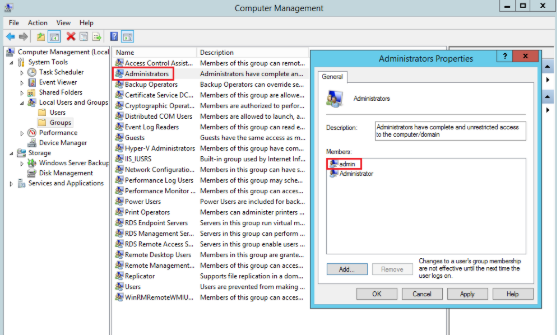 Computer Management
File Action View Help
Computer Management (Local
System Tools
Task Scheduler
Event Viewer
Shared Folders
Local Users and Groups
Users
Groups
Performance
Device Manager
Storage
Windows Server Backup
Disk Management
Services and Applications
Name Description
Access Control Assist... Members of this group can remot...
Administrators Administrators have complete an...
Backup Operators Backup Operators can override se...
Certificate Service DC... Members of this group are allowe...
Cryptographic Operat... Members are authorized to perfor...
Distributed COM Users Members are allowed to launch, a...
Event Log Readers Members of this group can read e...
Guests Guests have the same access as m...
Hyper-V Administrators Members of this group have com...
IIS_IUSRS Built-in group used by Internet Inf...
Network Configuratio... Members in this group can have s...
Performance Log Users Members of this group may sche...
Performance Monitor ... Members of this group can acces...
Power Users Power Users are included for back...
Print Operators Members can administer printers ...
RDS Endpoint Servers Servers in this group run virtual m...
RDS Management Ser... Servers in this group can perform ...
RDS Remote Access S... Servers in this group enable users ...
Remote Desktop Users Members in this group are grante...
Remote Management... Members of this group can acces...
Replicator Supports file replication in a dom...
Users Users are prevented from making ...
WinRMRemoteWMIU... Members of this group can acces...
Administrators Properties
General
Administrators
Description: Administrators have complete and unrestricted access
to the computer/domain
Members:
admin
Administrator
Add... Remove
Changes to a user's group membership
are not effective until the next time the
user logs on.
OK Cancel Apply Help